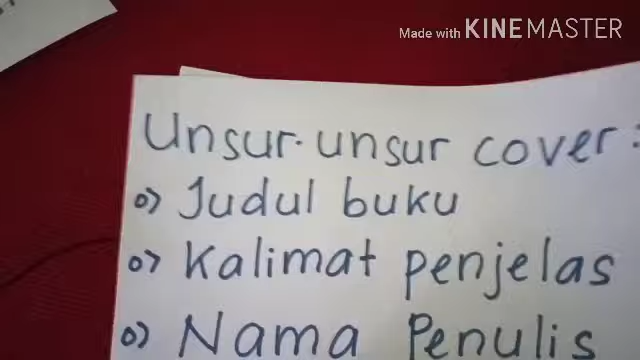 Made with KINEMASTER
Unsur-unsur cover:
o> Judul buku
o> Kalimat penjelas
o> Nama Penulis